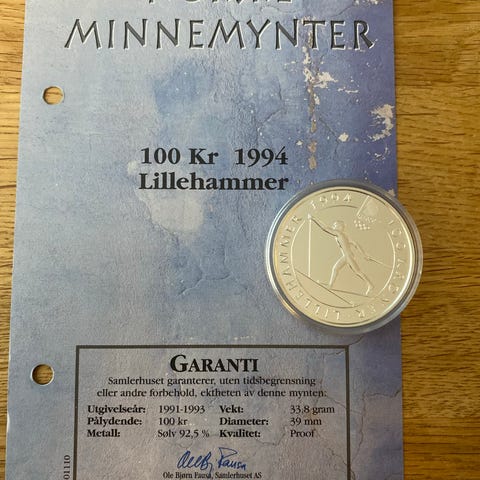 MINNEMYNTER
100 Kr 1994
Lillehammer
LILLEHAMMER 1994 100 KRONER
GARANTI
Samlerhuset garanterer, uten tidsbegrensning
eller andre forbehold, ektheten av denne mynten:
Utgivelseår: 1991-1993 Vekt: 33.8 gram
Pålydende: 100 kr Diameter: 39 mm
Metall: Sølv 92,5 % Kvalitet: Proof
Ole Bjørn Fausa, Samlerhuset AS
01110